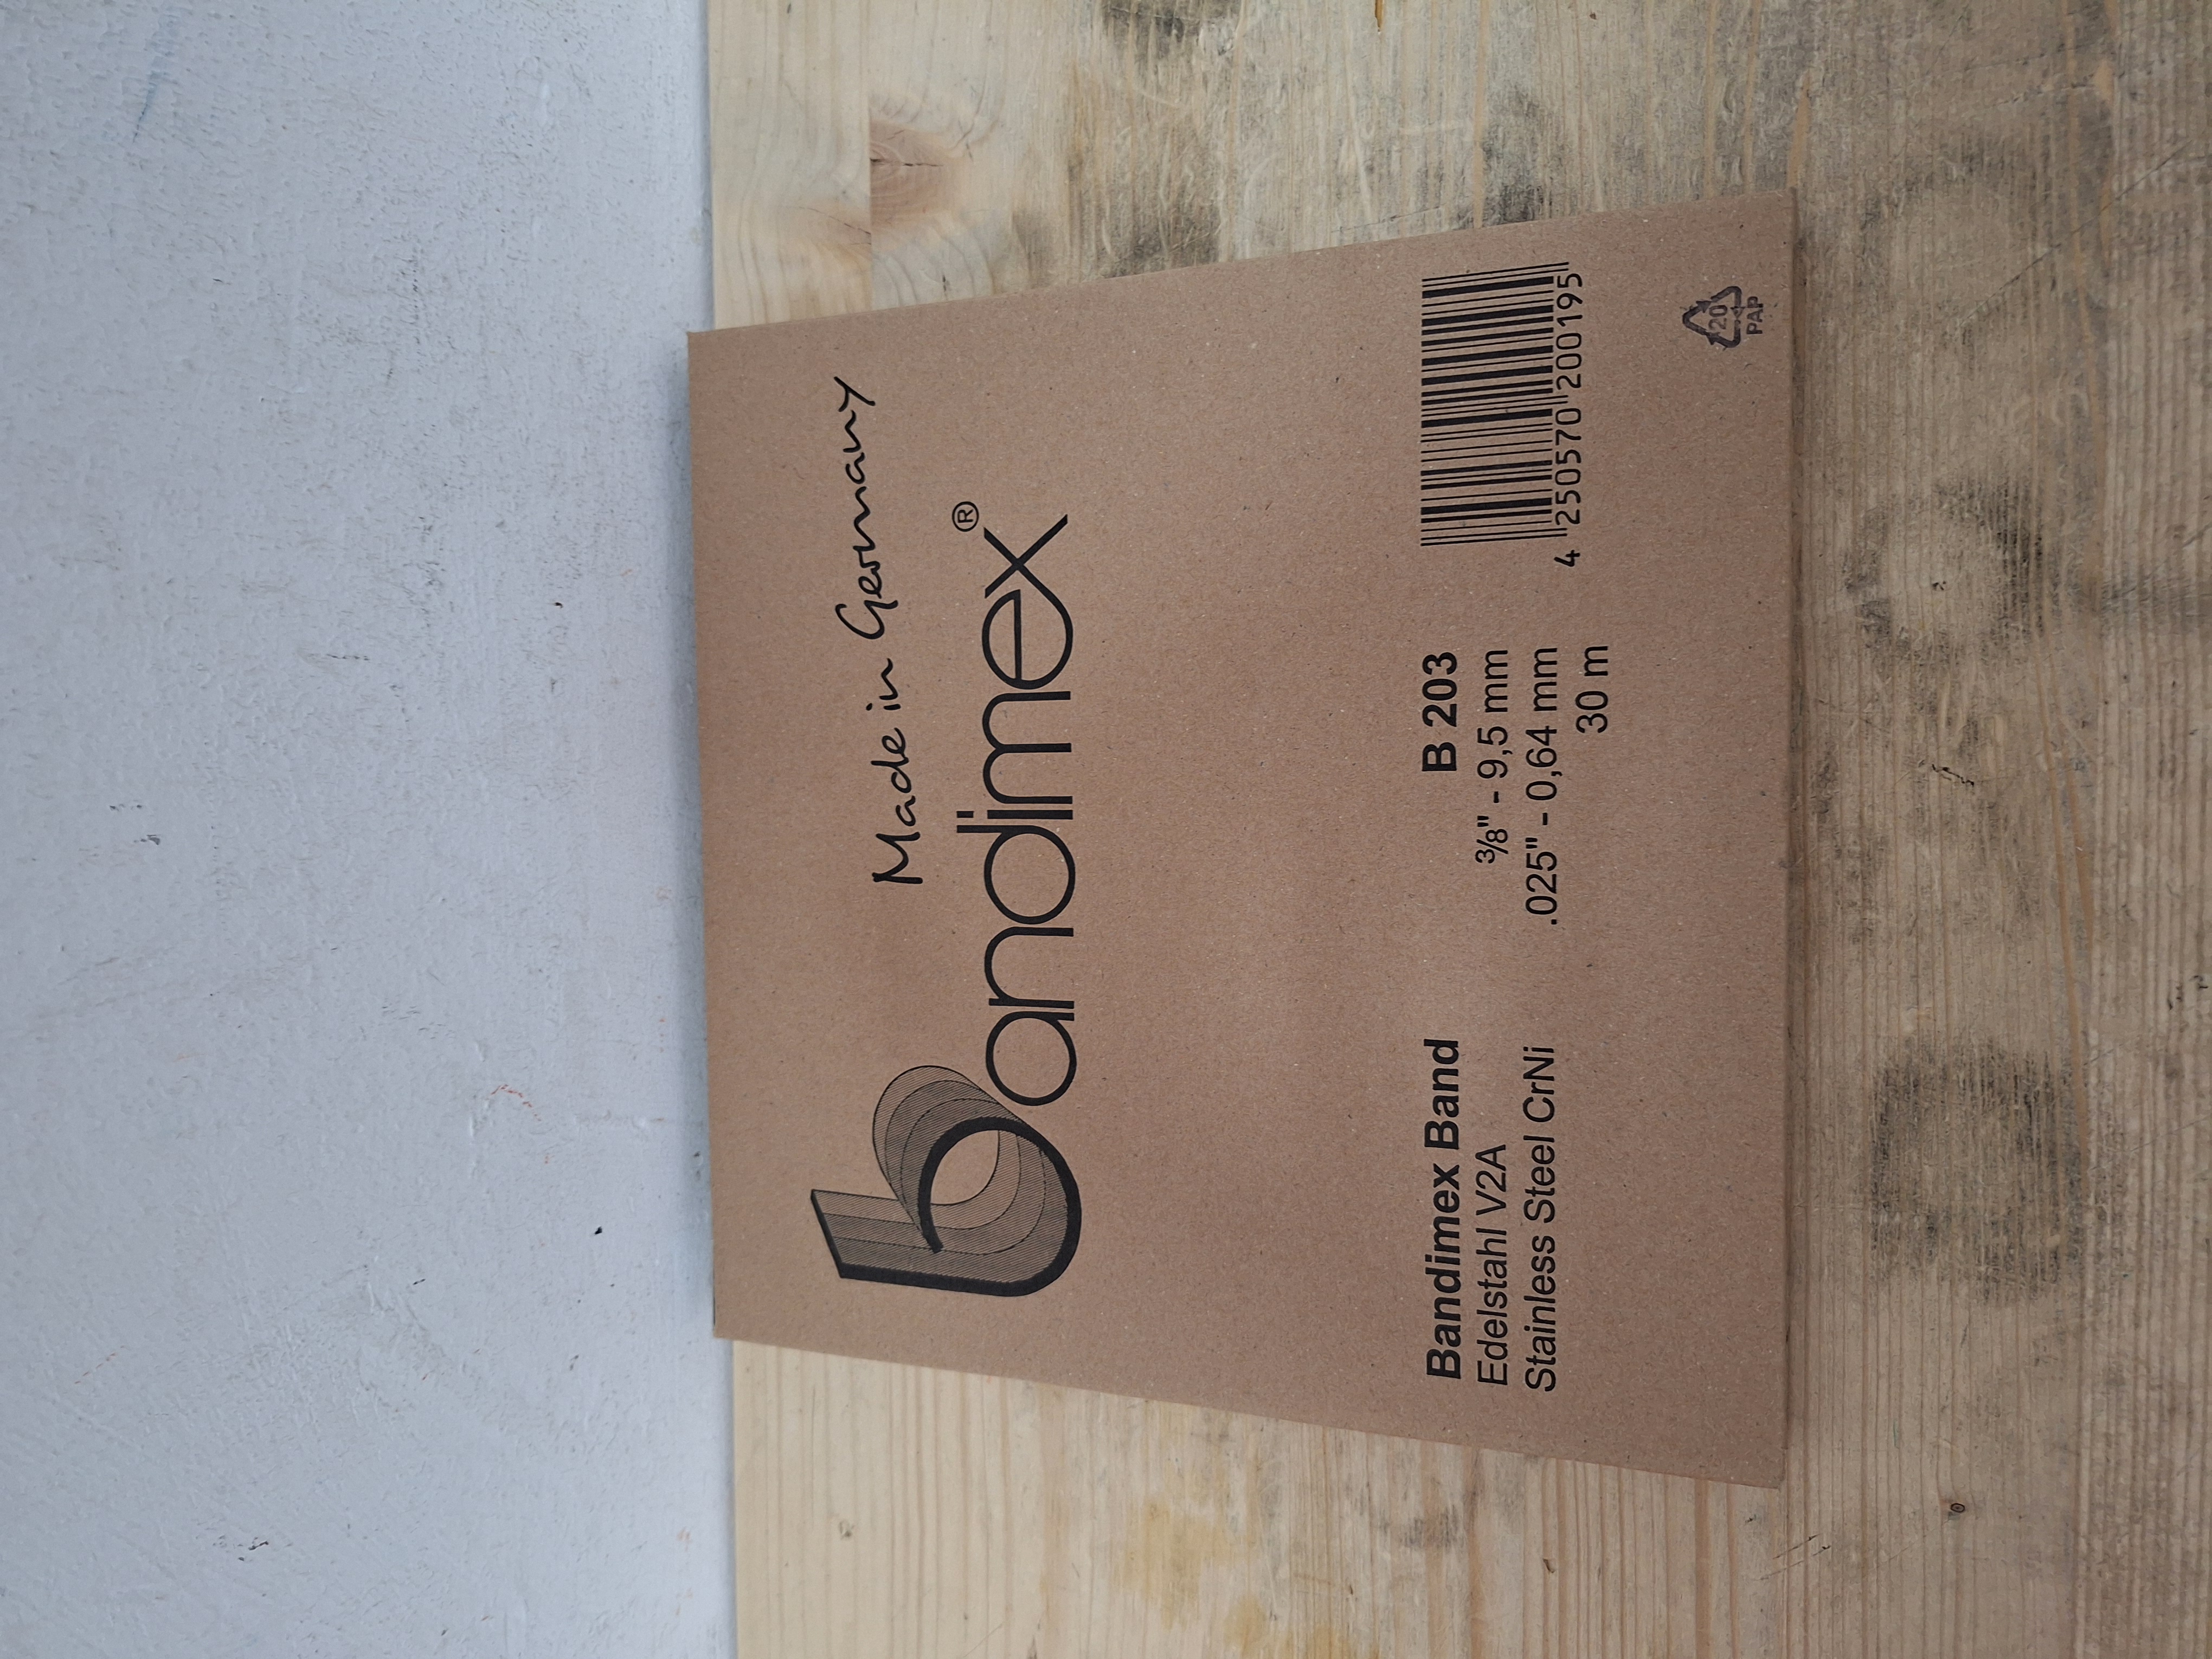 Made in Germany
bandimex®
Bandimex Band
Edelstahl V2A
Stainless Steel CrNi
B 203
3/8" - 9,5 mm
.025" - 0,64 mm
30 m
4 250570 200195
20
PAP